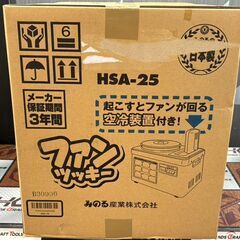 6
HSA-25
日本製
メーカー
保証期間
3年間
起こすとファンが回る
空冷装置付き!
ファン
ツッキー
みのる産業株式会社